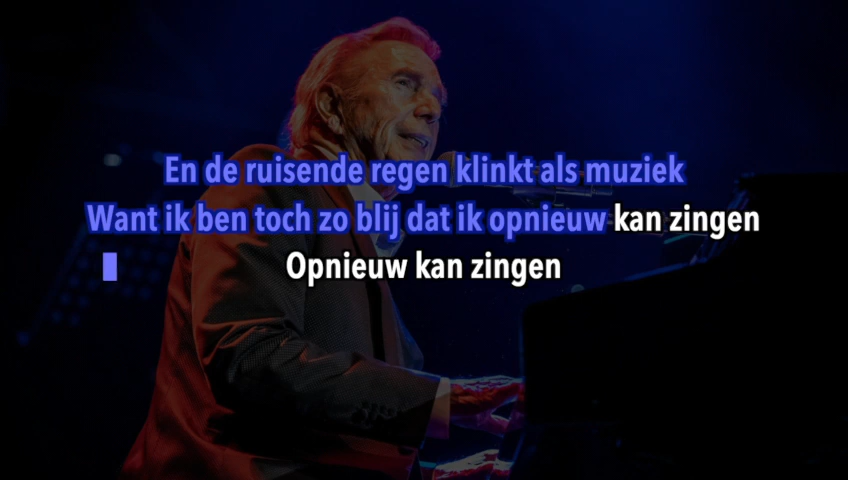 En de ruisende regen klinkt als muziek
Want ik ben toch zo blij dat ik opnieuw kan zingen
Opnieuw kan zingen